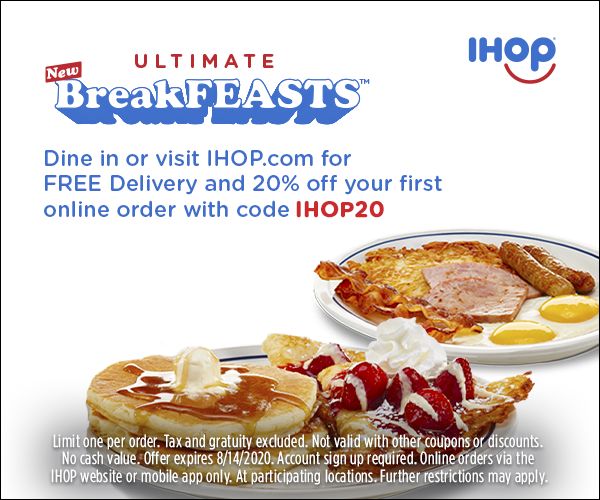 IHOP
ULTIMATE
New
BreakFEASTS™
Dine in or visit IHOP.com for
FREE Delivery and 20% off your first
online order with code IHOP20
Limit one per order. Tax and gratuity excluded. Not valid with other coupons or discounts.
No cash value. Offer expires 8/14/2020. Account sign up required. Online orders via the
IHOP website or mobile app only. At participating locations. Further restrictions may apply.